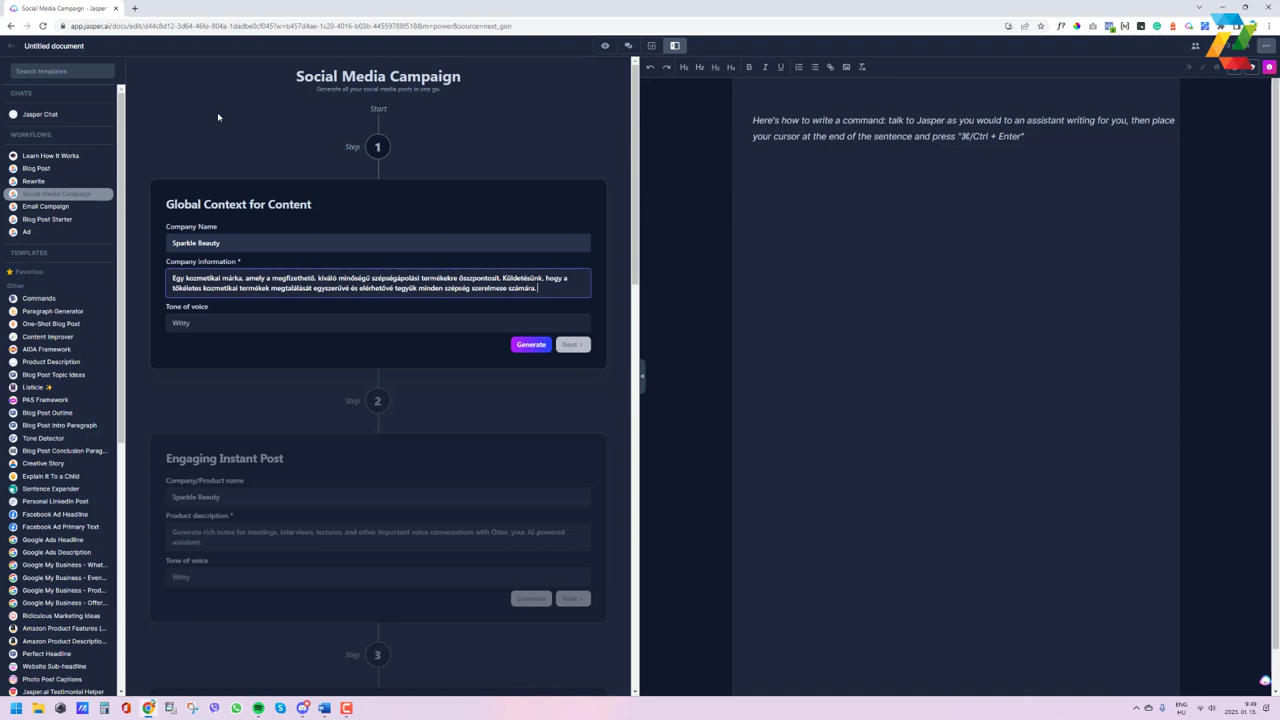 Social Media Campaign - Jasper
app.jasper.ai/docs/edit/d44c8d12-3d64-46fe-804a-1dadbe0cf546?w=b457d4ae-1c20-4016-b03b-44559788f518&m=power&source=next_gen
Untitled document
Search templates
CHATS
Jasper Chat
WORKFLOWS
Learn How It Works
Blog Post
Rewrite
Social Media Campaign
Email Campaign
Blog Post Starter
Ad
TEMPLATES
Favorites
Other
Commands
Paragraph Generator
One-Shot Blog Post
Content Improver
AIDA Framework
Product Description
Blog Post Topic Ideas
Listicle ✨
PAS Framework
Blog Post Outline
Blog Post Intro Paragraph
Tone Detector
Blog Post Conclusion Parag...
Creative Story
Explain It To a Child
Sentence Expander
Personal LinkedIn Post
Facebook Ad Headline
Facebook Ad Primary Text
Google Ads Headline
Google Ads Description
Google My Business - What...
Google My Business - Even...
Google My Business - Prod...
Google My Business - Offer...
Ridiculous Marketing Ideas
Amazon Product Features (...
Amazon Product Descriptio...
Perfect Headline
Website Sub-headline
Photo Post Captions
Jasper.ai Testimonial Helper
Social Media Campaign
Generate all your social media posts in one go.
Start
Step 1
Global Context for Content
Company Name
Sparkle Beauty
Company information *
Egy kozmetikai márka, amely a megfizethető, kiváló minőségű szépségápolási termékekre összpontosít. Küldetésünk, hogy a
tökéletes kozmetikai termékek megtalálását egyszerűvé és elérhetővé tegyük minden szépség szerelmese számára.
Tone of voice
Witty
Generate Next >
Step 2
Engaging Instant Post
Company/Product name
Sparkle Beauty
Product description *
Generate rich notes for meetings, interviews, lectures, and other important voice conversations with Otter, your AI-powered
assistant.
Tone of voice
Witty
Generate Next >
Step 3
H1 H2 H3 H4 B I U
Here's how to write a command: talk to Jasper as you would to an assistant writing for you, then place
your cursor at the end of the sentence and press "⌘/Ctrl + Enter"
ENG
HU
9:49
2023. 01. 13.